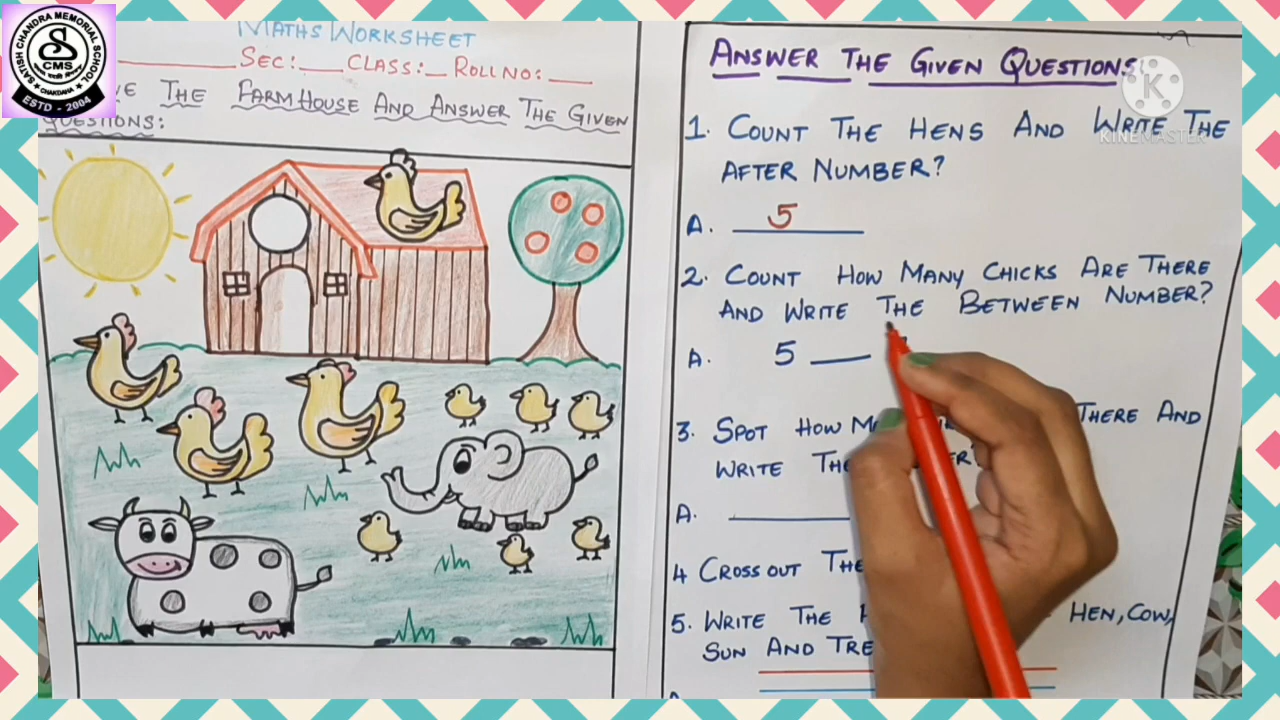 SATISH CHANDRA MEMORIAL SCHOOL
CMS
CHAKDAHA
ESTD - 2004
MATHS WORKSHEET
SEC: CLASS: ROLL NO:
THE FARMHOUSE AND ANSWER THE GIVEN
QUESTIONS:
ANSWER THE GIVEN QUESTIONS:
K
KINEMASTER
1. COUNT THE HENS AND WRITE THE
AFTER NUMBER?
A. 5
2. COUNT HOW MANY CHICKS ARE THERE
AND WRITE THE BETWEEN NUMBER?
A. 5
3. SPOT HOW THERE AND
WRITE THE
A.
4 CROSS OUT THE
5. WRITE THE HEN, COW,
SUN AND